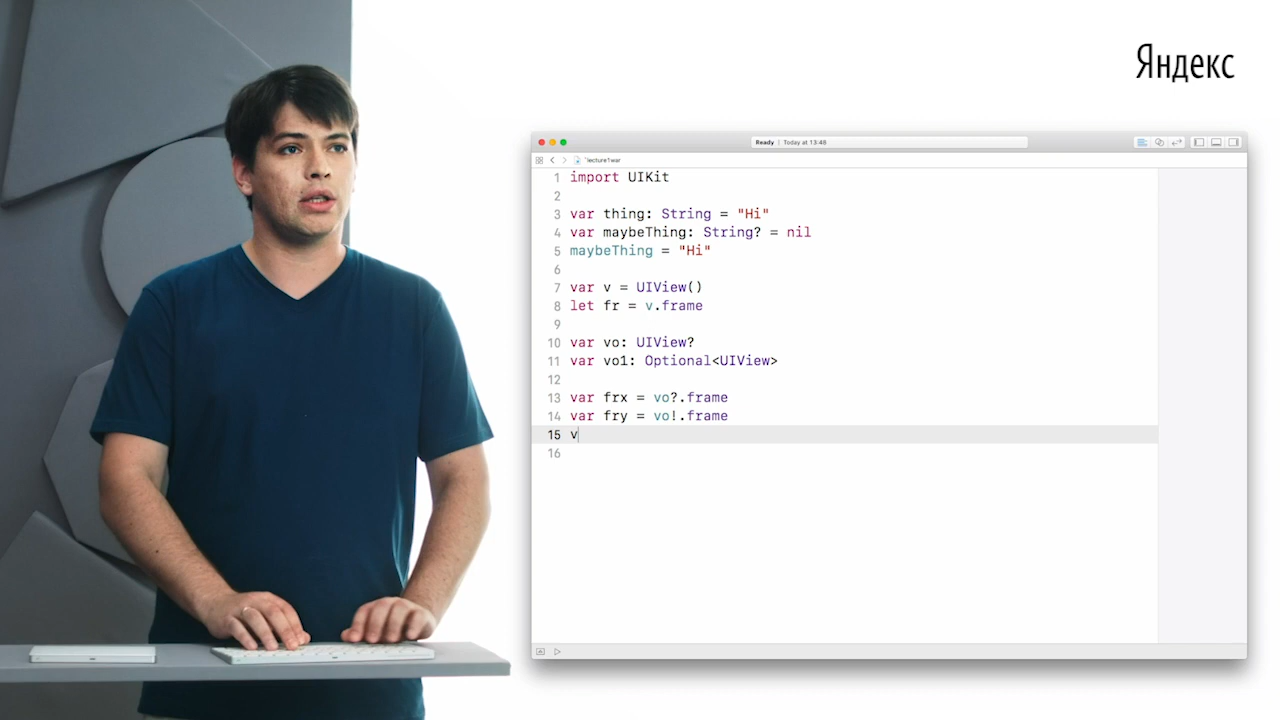 Яндекс
Ready | Today at 13:48
lecture1war
1 import UIKit
2
3 var thing: String = "Hi"
4 var maybeThing: String? = nil
5 maybeThing = "Hi"
6
7 var v = UIView()
8 let fr = v.frame
9
10 var vo: UIView?
11 var vo1: Optional<UIView>
12
13 var frx = vo?.frame
14 var fry = vo!.frame
15 v
16